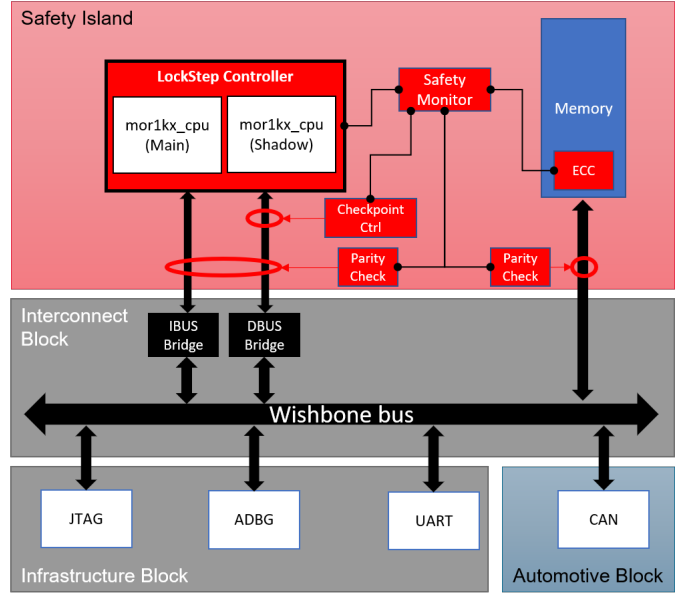 Safety Island
LockStep Controller
mor1kx_cpu
(Main)
mor1kx_cpu
(Shadow)
Safety
Monitor
Memory
ECC
Checkpoint
Ctrl
Parity
Check
Parity
Check
Interconnect
Block
IBUS
Bridge
DBUS
Bridge
Wishbone bus
JTAG
ADBG
UART
CAN
Infrastructure Block
Automotive Block